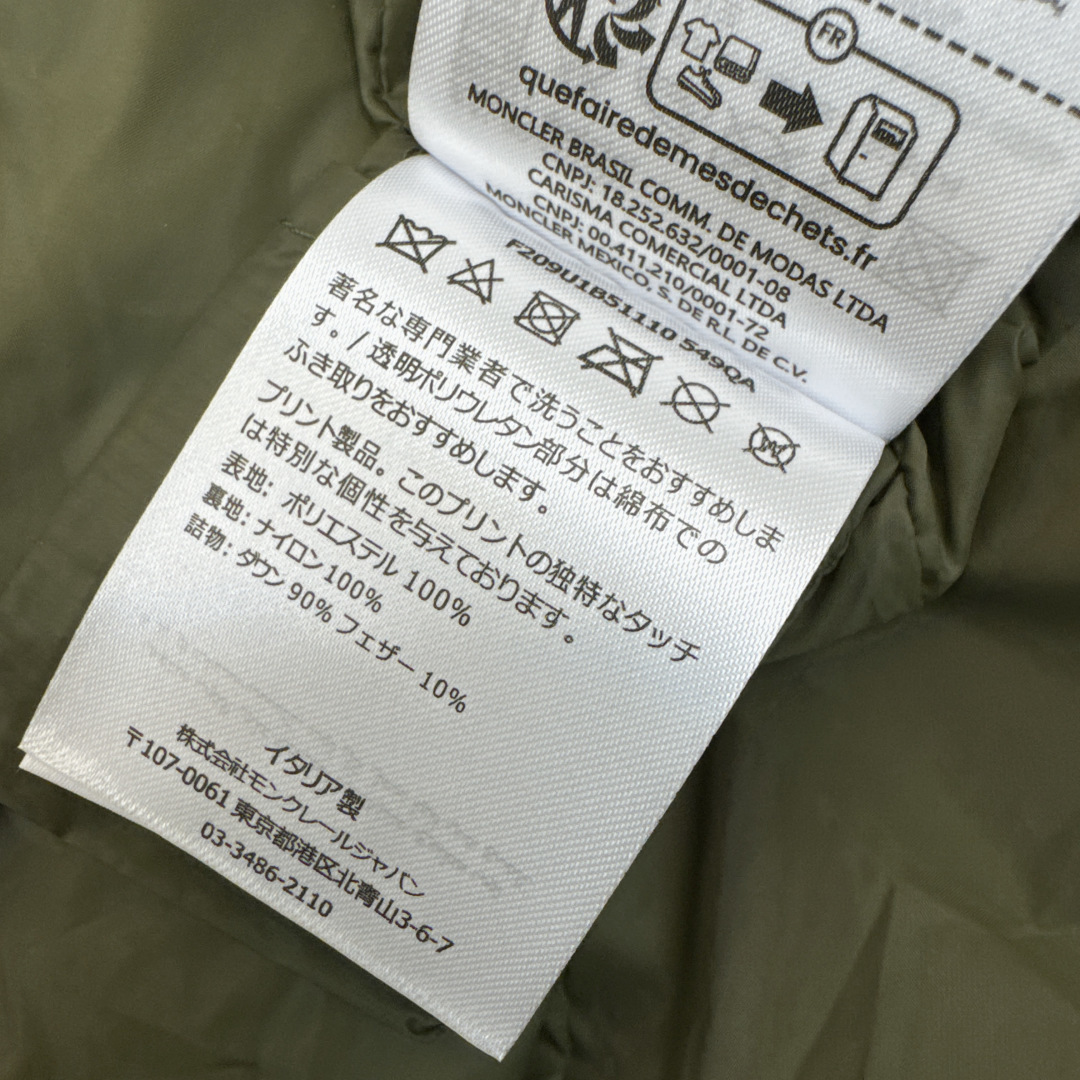 FR
quefairedemesdechets.fr
MONCLER BRASIL COMM. DE MODAS LTDA
CNPJ: 18.252.632/0001-08
CARISMA COMERCIAL LTDA
CNPJ: 00.411.210/0001-72
MONCLER MEXICO, S. DE R.L. DE C.V.
F209U1B51110 549QA
著名な専門業者で洗うことをおすすめしま
す。/ 透明ポリウレタン部分は綿布での
ふき取りをおすすめします。
プリント製品。このプリントの独特なタッチ
は特別な個性を与えております。
表地: ポリエステル 100%
裏地: ナイロン 100%
詰物: ダウン 90% フェザー 10%
イタリア製
株式会社モンクレールジャパン
〒107-0061 東京都港区北青山3-6-7
03-3486-2110